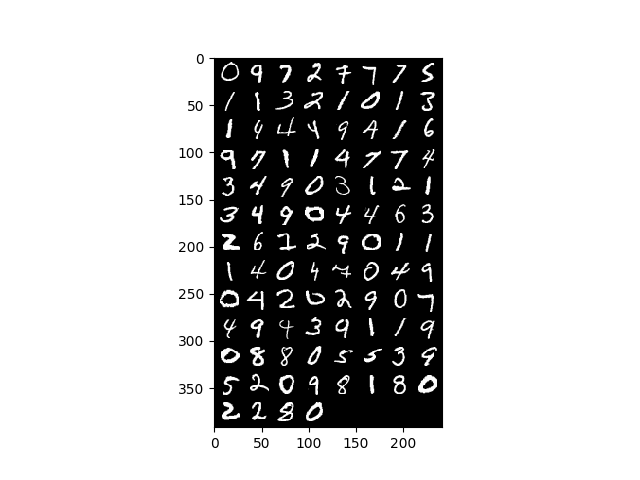 0
50
100
150
200
250
300
350
0 9 7 2 7 7 7 5
1 1 3 2 1 0 1 3
1 4 4 4 9 4 1 6
9 7 1 1 4 7 7 4
3 4 9 0 3 1 2 1
3 4 9 0 4 4 6 3
2 6 2 2 9 0 1 1
1 4 0 4 7 0 4 9
0 4 2 0 2 9 0 7
4 9 4 3 9 1 1 9
0 8 8 0 5 5 3 9
5 2 0 9 8 1 8 0
2 2 8 0
0 50 100 150 200